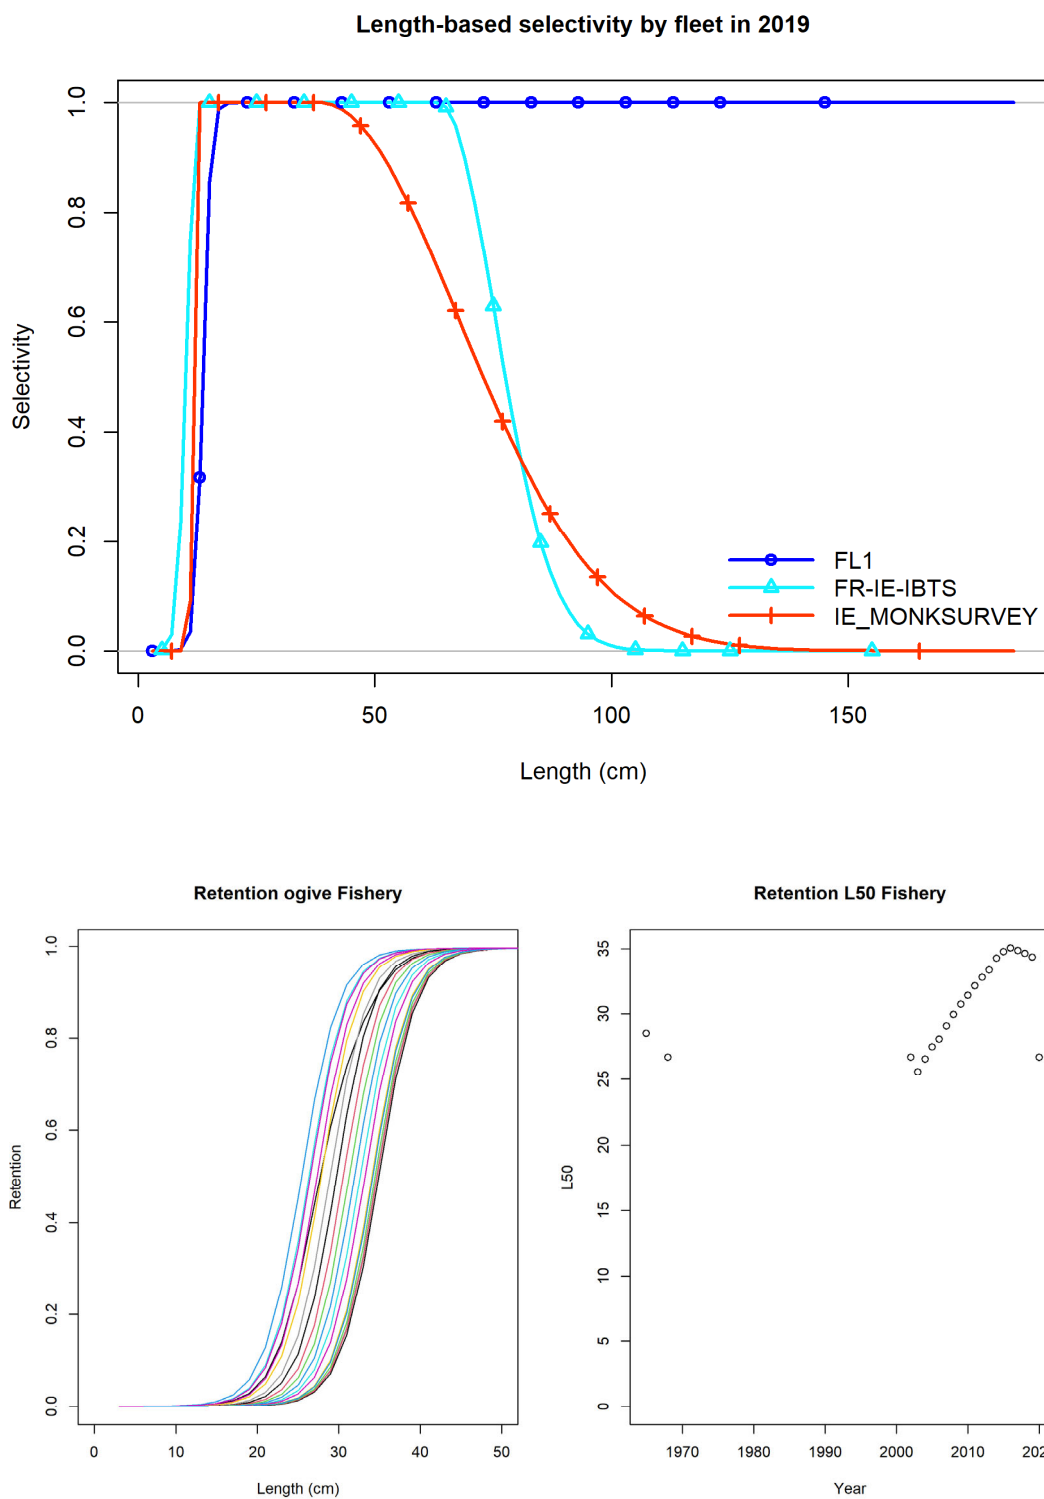 Length-based selectivity by fleet in 2019
Selectivity
1.0
0.8
0.6
0.4
0.2
0.0
0 50 100 150
Length (cm)
FL1
FR-IE-IBTS
IE_MONKSURVEY
Retention ogive Fishery
Retention
1.0
0.8
0.6
0.4
0.2
0.0
0 10 20 30 40 50
Length (cm)
Retention L50 Fishery
L50
35
30
25
20
15
10
5
0
1970 1980 1990 2000 2010
Year